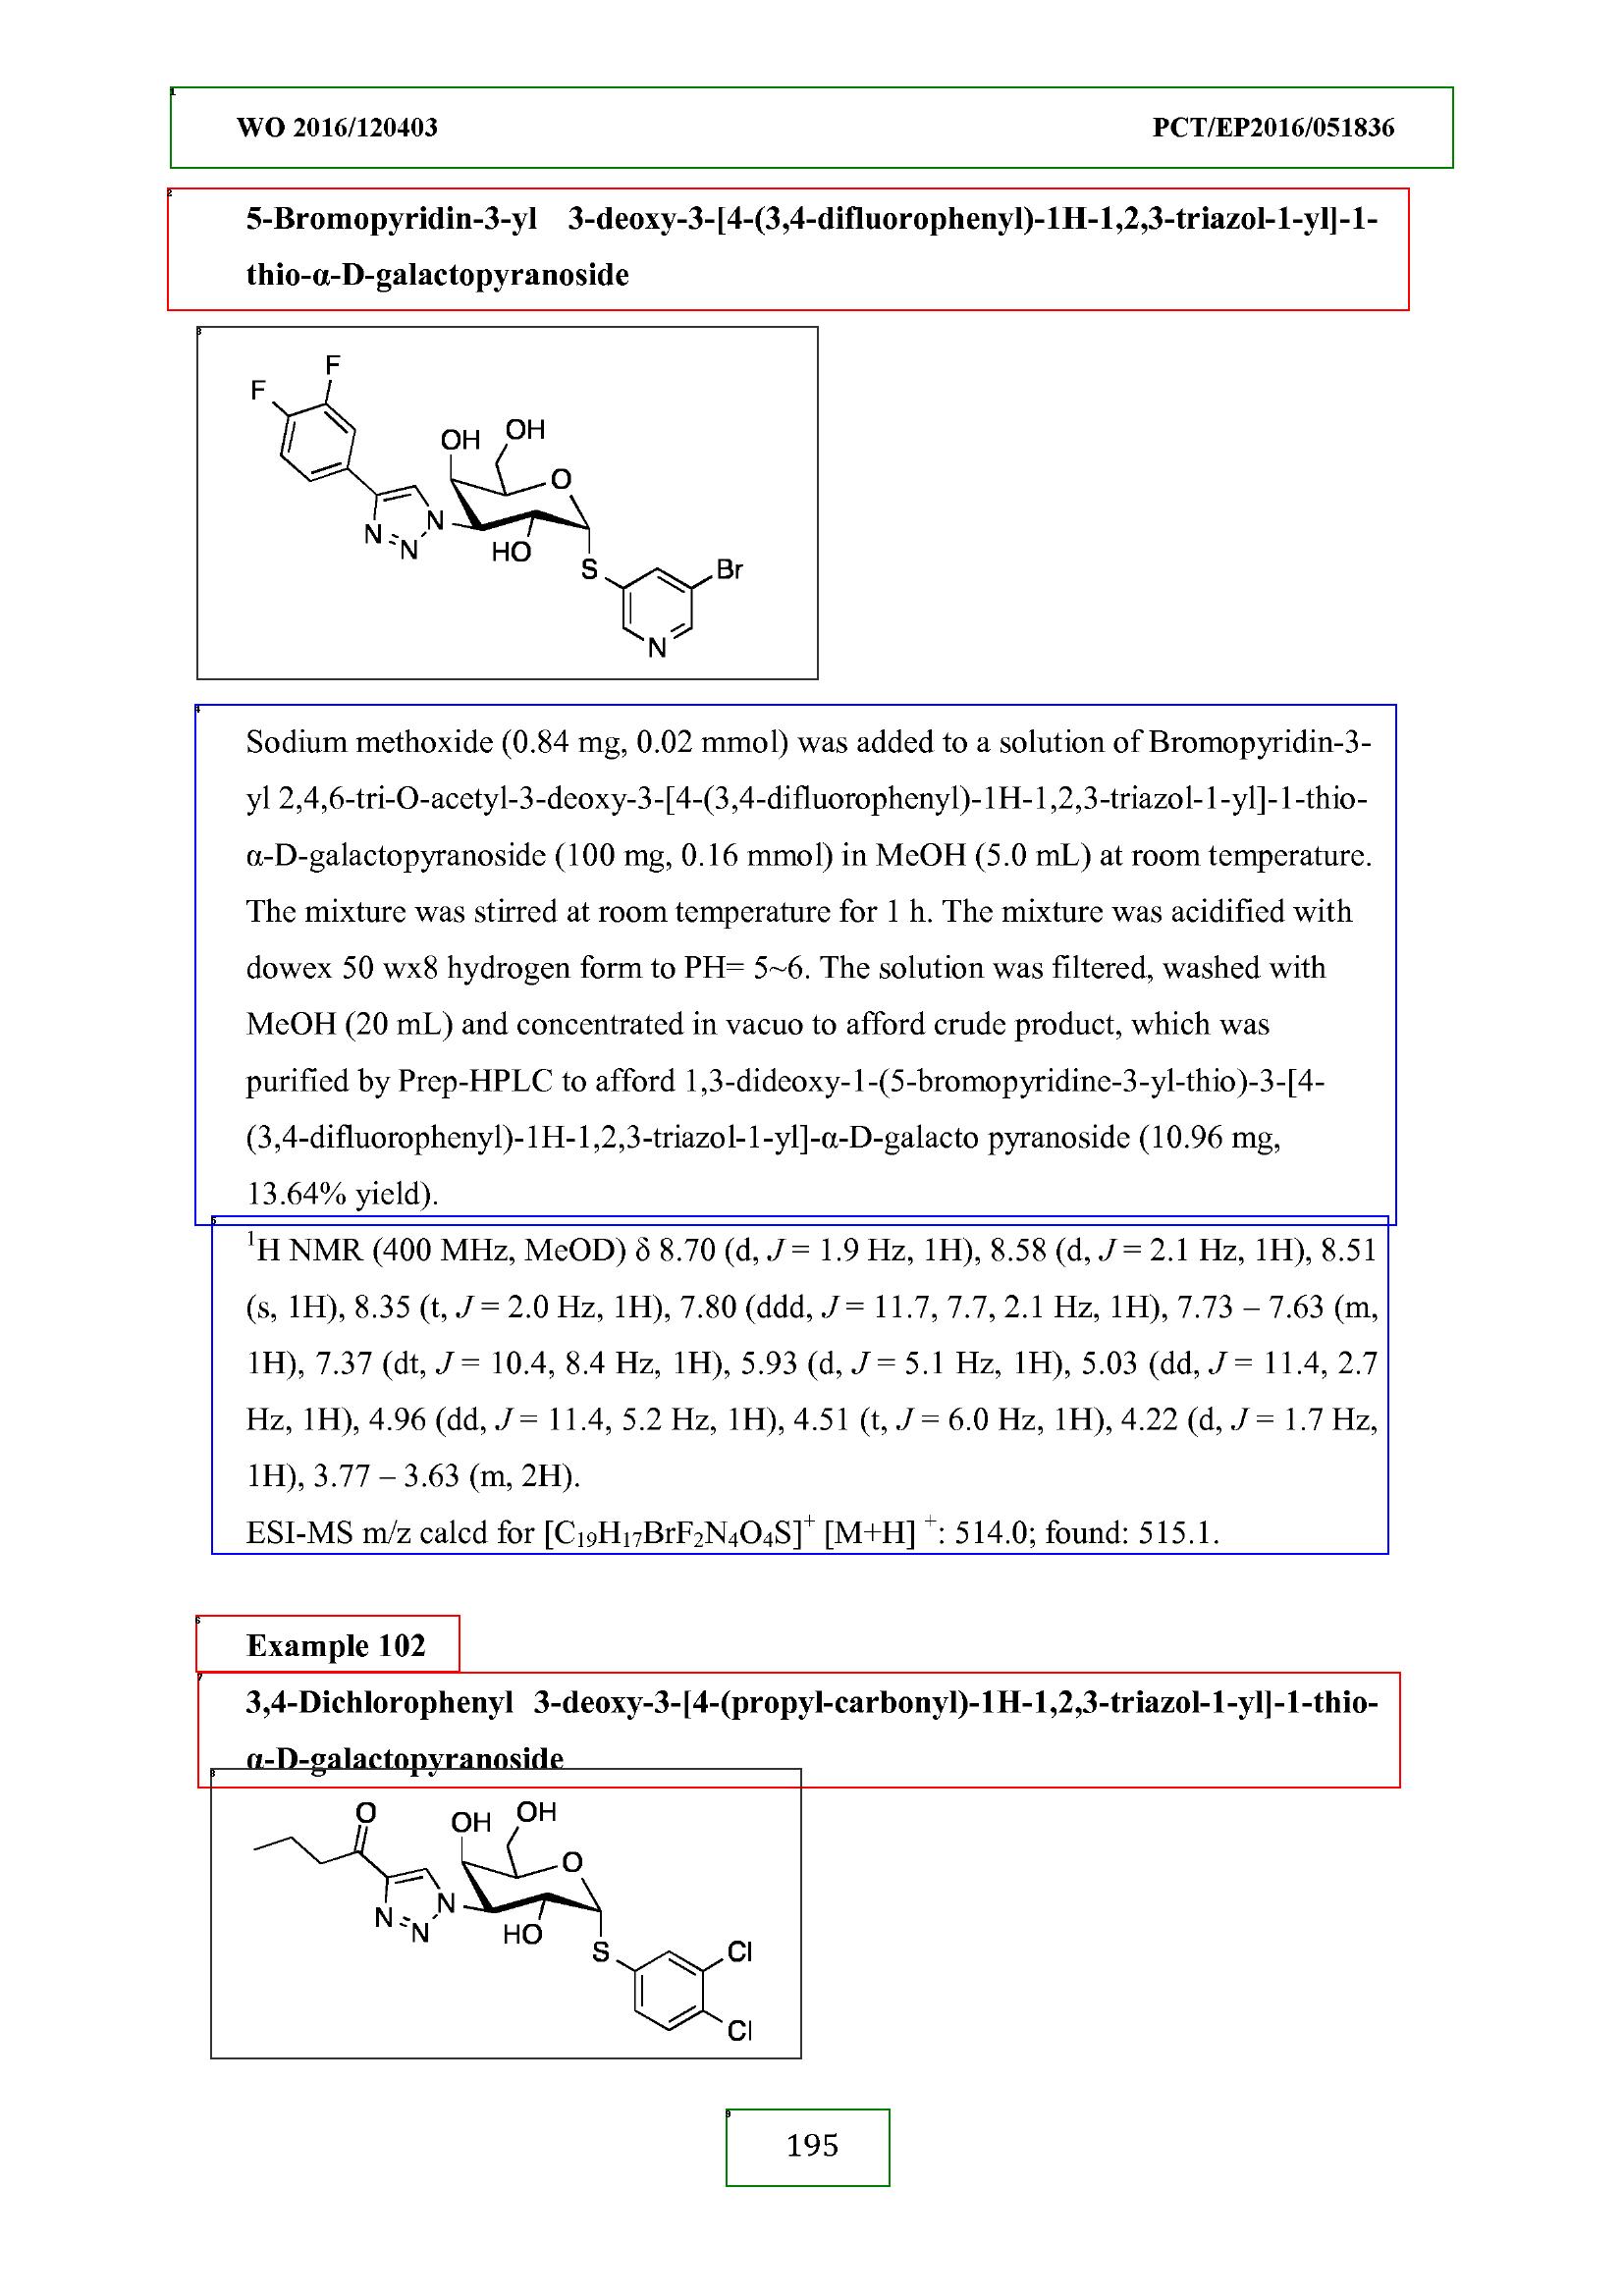 WO 2016/120403 PCT/EP2016/051836
5-Bromopyridin-3-yl 3-deoxy-3-[4-(3,4-difluorophenyl)-1H-1,2,3-triazol-1-yl]-1-
thio-α-D-galactopyranoside
F
F
OH OH
O
N N N
HO
S
Br
N
Sodium methoxide (0.84 mg, 0.02 mmol) was added to a solution of Bromopyridin-3-
yl 2,4,6-tri-O-acetyl-3-deoxy-3-[4-(3,4-difluorophenyl)-1H-1,2,3-triazol-1-yl]-1-thio-
α-D-galactopyranoside (100 mg, 0.16 mmol) in MeOH (5.0 mL) at room temperature.
The mixture was stirred at room temperature for 1 h. The mixture was acidified with
dowex 50 wx8 hydrogen form to PH= 5~6. The solution was filtered, washed with
MeOH (20 mL) and concentrated in vacuo to afford crude product, which was
purified by Prep-HPLC to afford 1,3-dideoxy-1-(5-bromopyridine-3-yl-thio)-3-[4-
(3,4-difluorophenyl)-1H-1,2,3-triazol-1-yl]-α-D-galacto pyranoside (10.96 mg,
13.64% yield).
¹H NMR (400 MHz, MeOD) δ 8.70 (d, J = 1.9 Hz, 1H), 8.58 (d, J = 2.1 Hz, 1H), 8.51
(s, 1H), 8.35 (t, J = 2.0 Hz, 1H), 7.80 (ddd, J = 11.7, 7.7, 2.1 Hz, 1H), 7.73 – 7.63 (m,
1H), 7.37 (dt, J = 10.4, 8.4 Hz, 1H), 5.93 (d, J = 5.1 Hz, 1H), 5.03 (dd, J = 11.4, 2.7
Hz, 1H), 4.96 (dd, J = 11.4, 5.2 Hz, 1H), 4.51 (t, J = 6.0 Hz, 1H), 4.22 (d, J = 1.7 Hz,
1H), 3.77 – 3.63 (m, 2H).
ESI-MS m/z calcd for [C₁₉H₁₇BrF₂N₄O₄S]⁺ [M+H] ⁺: 514.0; found: 515.1.
Example 102
3,4-Dichlorophenyl 3-deoxy-3-[4-(propyl-carbonyl)-1H-1,2,3-triazol-1-yl]-1-thio-
α-D-galactopyranoside
O OH OH
O
N N N
HO
S
Cl
Cl
195